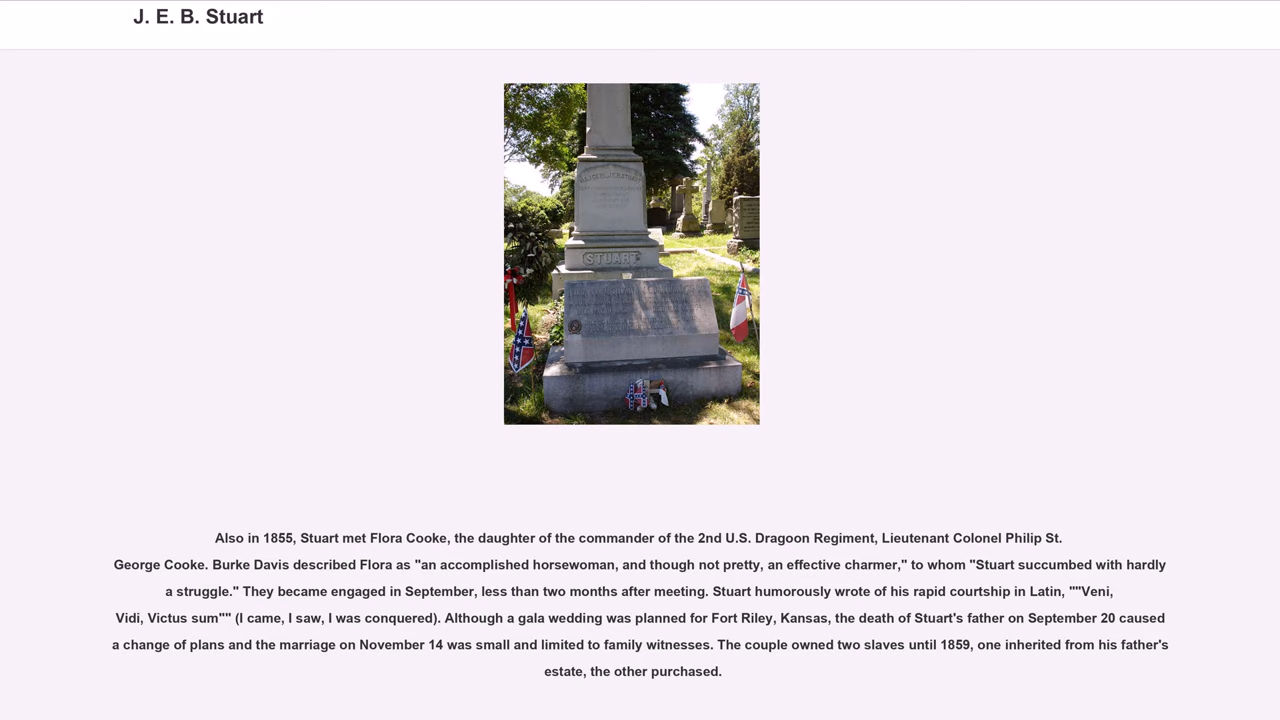 J. E. B. Stuart
STUART
Also in 1855, Stuart met Flora Cooke, the daughter of the commander of the 2nd U.S. Dragoon Regiment, Lieutenant Colonel Philip St.
George Cooke. Burke Davis described Flora as "an accomplished horsewoman, and though not pretty, an effective charmer," to whom "Stuart succumbed with hardly
a struggle." They became engaged in September, less than two months after meeting. Stuart humorously wrote of his rapid courtship in Latin, ""Veni,
Vidi, Victus sum"" (I came, I saw, I was conquered). Although a gala wedding was planned for Fort Riley, Kansas, the death of Stuart's father on September 20 caused
a change of plans and the marriage on November 14 was small and limited to family witnesses. The couple owned two slaves until 1859, one inherited from his father's
estate, the other purchased.